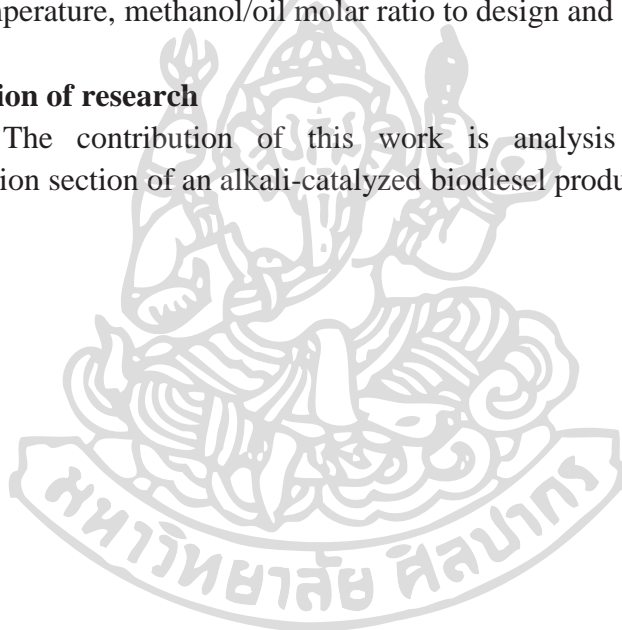 nperature, methanol/oil molar ratio to design and
ion of research
The contribution of this work is analysis
ion section of an alkali-catalyzed biodiesel produ
มหาวิทยาลัย ศิลปากร